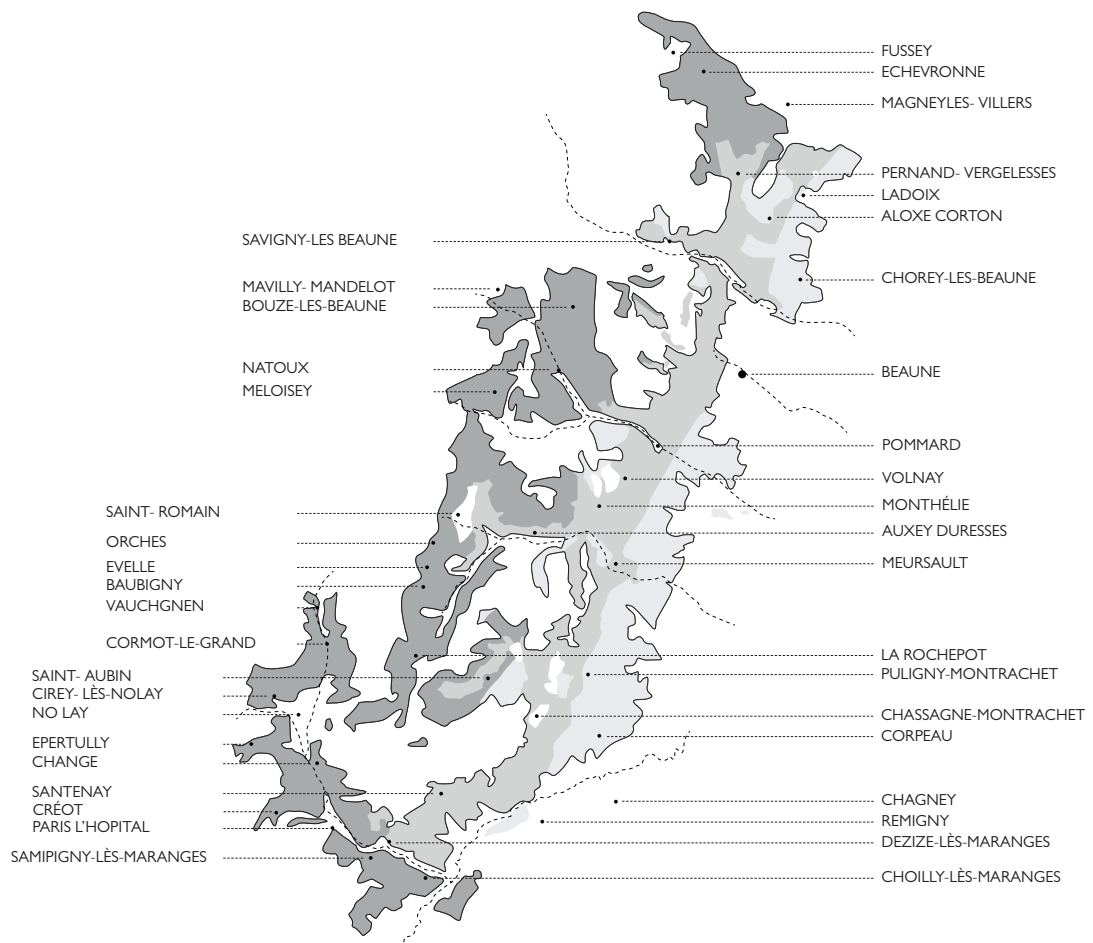 FUSSEY
ECHEVRONNE
MAGNEYLES- VILLERS
PERNAND- VERGELESSES
LADOIX
ALOXE CORTON
SAVIGNY-LES BEAUNE
CHOREY-LES-BEAUNE
MAVILLY- MANDELOT
BOUZE-LES-BEAUNE
NATOUX
BEAUNE
MELOISEY
POMMARD
VOLNAY
MONTHÉLIE
SAINT- ROMAIN
AUXEY DURESSES
ORCHES
MEURSAULT
EVELLE
BAUBIGNY
VAUCHGNEN
CORMOT-LE-GRAND
LA ROCHEPOT
SAINT- AUBIN
PULIGNY-MONTRACHET
CIREY- LÈS-NOLAY
NO LAY
CHASSAGNE-MONTRACHET
CORPEAU
EPERTULLY
CHANGE
SANTENAY
CHAGNEY
CRÉOT
REMIGNY
PARIS L'HOPITAL
DEZIZE-LÈS-MARANGES
SAMIPIGNY-LÈS-MARANGES
CHOILLY-LÈS-MARANGES